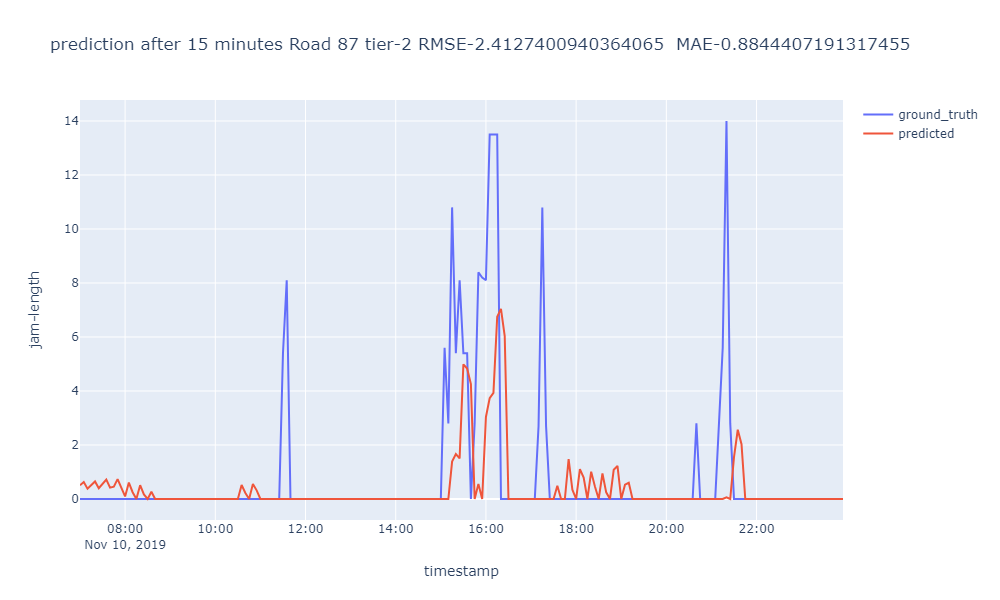 prediction after 15 minutes Road 87 tier-2 RMSE-2.4127400940364065  MAE-0.8844407191317455
ground_truth
predicted
jam-length
14
12
10
8
6
4
2
0
08:00 10:00 12:00 14:00 16:00 18:00 20:00 22:00
Nov 10, 2019
timestamp